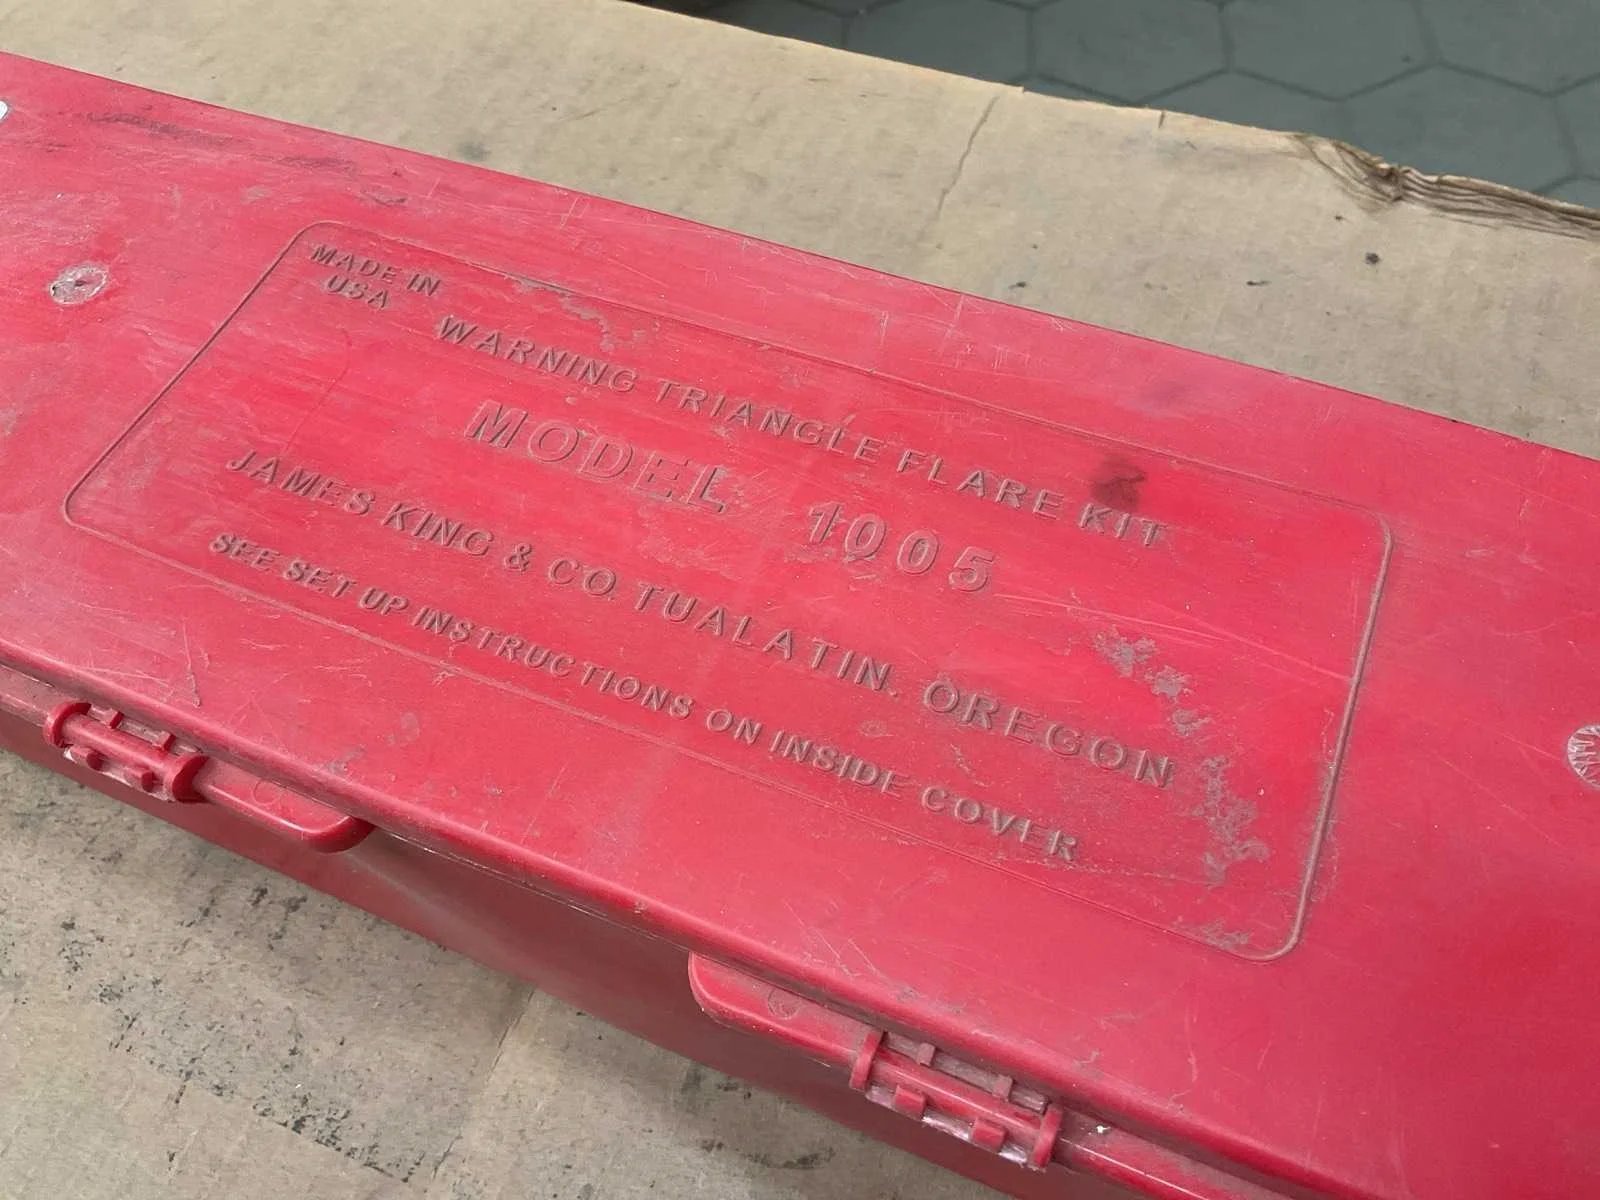 MADE IN
USA
WARNING TRIANGLE FLARE KIT
MODEL 1005
JAMES KING & CO. TUALATIN. OREGON
SEE SET UP INSTRUCTIONS ON INSIDE COVER